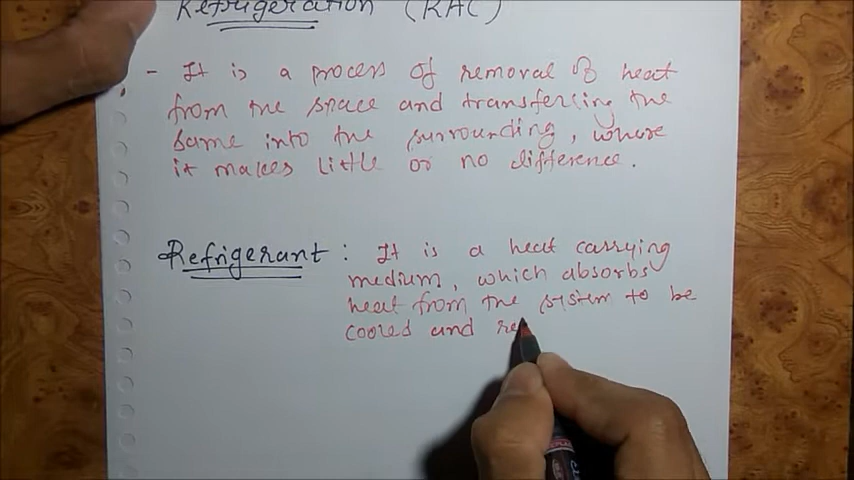 Refrigeration (RAC)
- It is a process of removal of heat
from the space and transfering the
same into the surrounding, where
it makes little or no difference.
Refrigerant : It is a heat carrying
medium, which absorbs
heat from the system to be
cooled and re